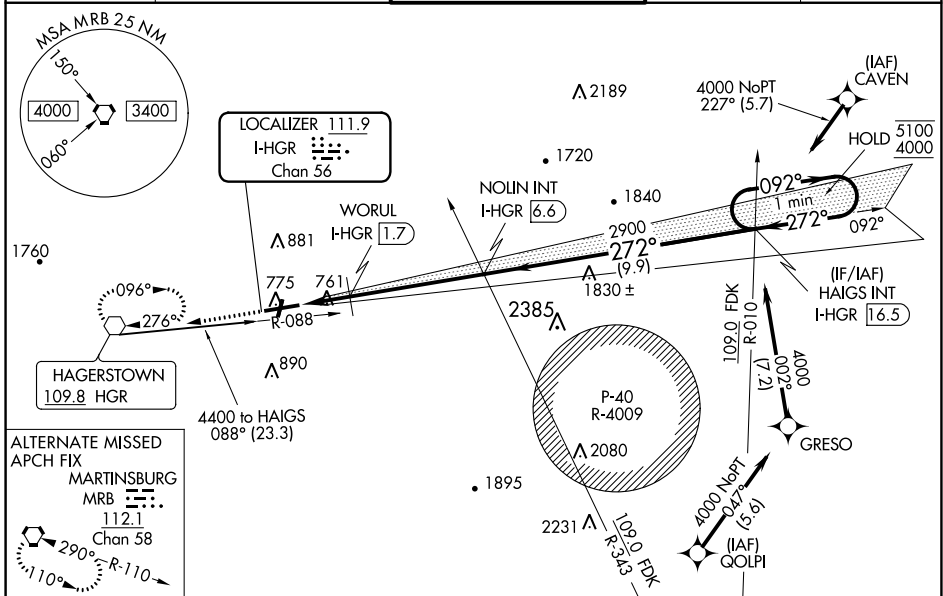 MSA MRB 25 NM
150°
4000
3400
060°
LOCALIZER 111.9
I-HGR
Chan 56
2189
(IAF)
CAVEN
4000 NoPT
227° (5.7)
HOLD
5100
4000
1720
NOLIN INT
I-HGR 6.6
1840
092°
1 min
272°
092°
WORUL
I-HGR 1.7
2900
272°
(9.9)
1760
881
775
761
1830 ±
(IF/IAF)
HAIGS INT
I-HGR 16.5
096°
276°
R-088
2385
109.0 FDK
R-010
HAGERSTOWN
109.8 HGR
890
4400 to HAIGS
088° (23.3)
P-40
R-4009
4000
002°
(7.2)
GRESO
2080
ALTERNATE MISSED
APCH FIX
MARTINSBURG
MRB
112.1
Chan 58
290°
R-110
110°
1895
2231
109.0 FDK
R-343
4000 NoPT
047°
(5.6)
(IAF)
QOLPI